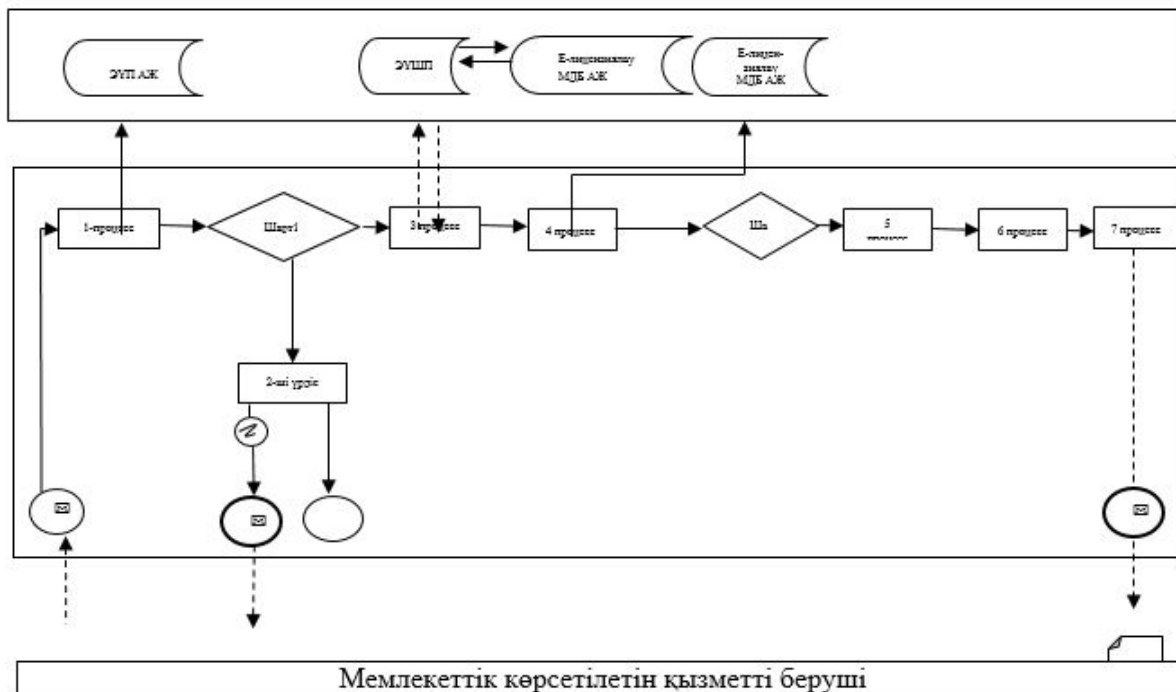 ЭҮП АЖ
ЭҮШП
Е-лицензиялау
МДБ АЖ
Е-лицен-
зиялау
МДБ АЖ
1-процесс
Шарт1
3 процесс
4 процесс
Ша
5
6 процесс
7 процесс
2-ші үрдіс
Мемлекеттік көрсетілетін қызметті беруші